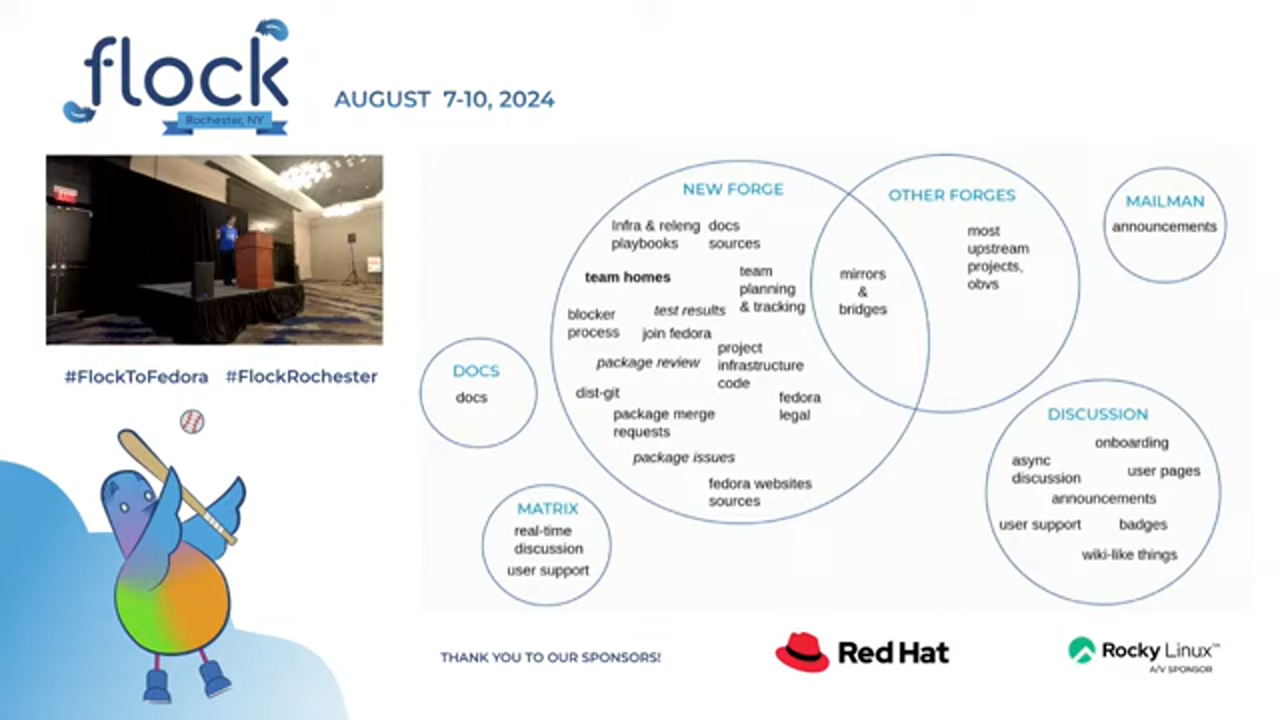 flock
Rochester, NY
AUGUST 7-10, 2024
#FlockToFedora #FlockRochester
NEW FORGE
Infra & releng
playbooks
docs
sources
team homes
team
planning
& tracking
blocker
process
test results
join fedora
package review
project
infrastructure
code
dist-git
fedora
legal
package merge
requests
package issues
fedora websites
sources
mirrors
&
bridges
OTHER FORGES
most
upstream
projects,
obvs
MAILMAN
announcements
DOCS
docs
MATRIX
real-time
discussion
user support
DISCUSSION
onboarding
async
discussion
user pages
announcements
user support
badges
wiki-like things
THANK YOU TO OUR SPONSORS!
Red Hat
Rocky Linux™
A/V SPONSOR